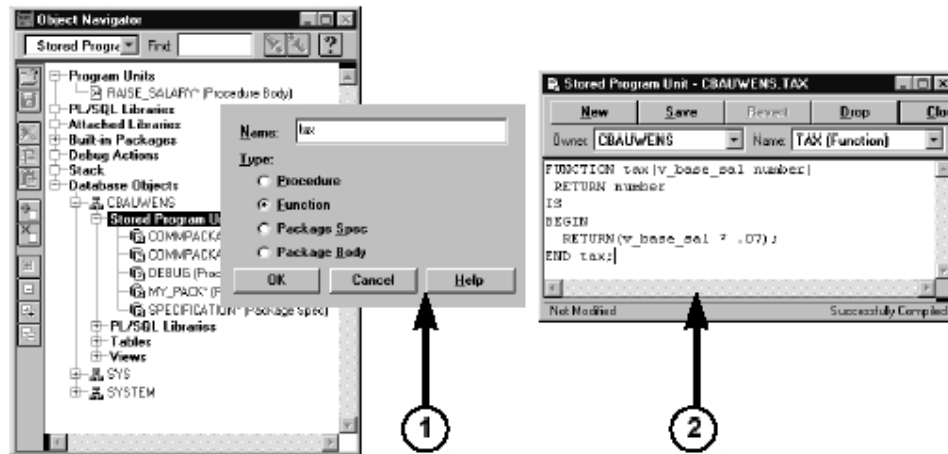 Object Navigator
Stored Progra Find:
Program Units
RAISE_SALARY* (Procedure Body)
PL/SQL Libraries
Attached Libraries
Built-in Packages
Debug Actions
Stack
Database Objects
CBAUWENS
Stored Program U
COMMPACKA
COMMPACKA
DEBUG (Proc
MY_PACK* (P
SPECIFICATION* (Package Spec)
PL/SQL Libraries
Tables
Views
SYS
SYSTEM
Name: tax
Type:
Procedure
Function
Package Spec
Package Body
OK Cancel Help
1
Stored Program Unit - CBAUWENS.TAX
New Save Revert Drop Clo
Owner: CBAUWENS Name: TAX (Function)
FUNCTION tax(v_base_sal number)
RETURN number
IS
BEGIN
RETURN(v_base_sal * .07);
END tax;
Not Modified Successfully Compiled
2